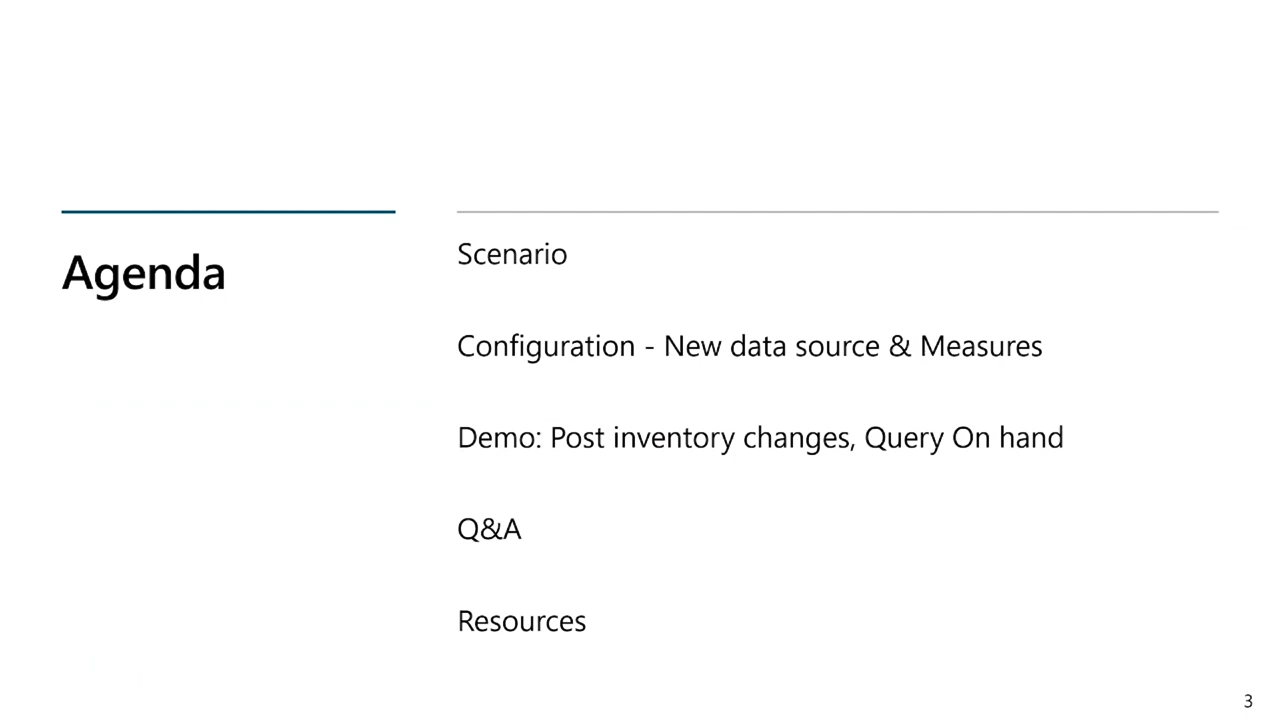 Agenda
Scenario
Configuration - New data source & Measures
Demo: Post inventory changes, Query On hand
Q&A
Resources
3